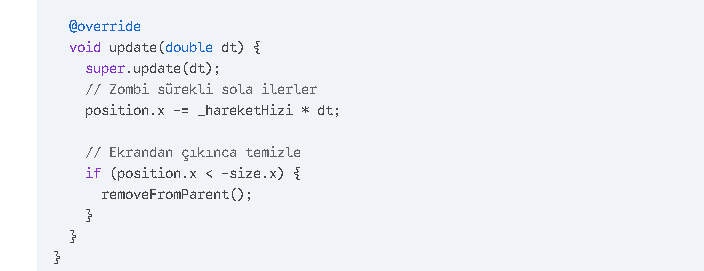 @override
void update(double dt) {
super.update(dt);
// Zombi sürekli sola ilerler
position.x -= _hareketHizi * dt;
// Ekrandan çıkınca temizle
if (position.x < -size.x) {
removeFromParent();
}
}
}